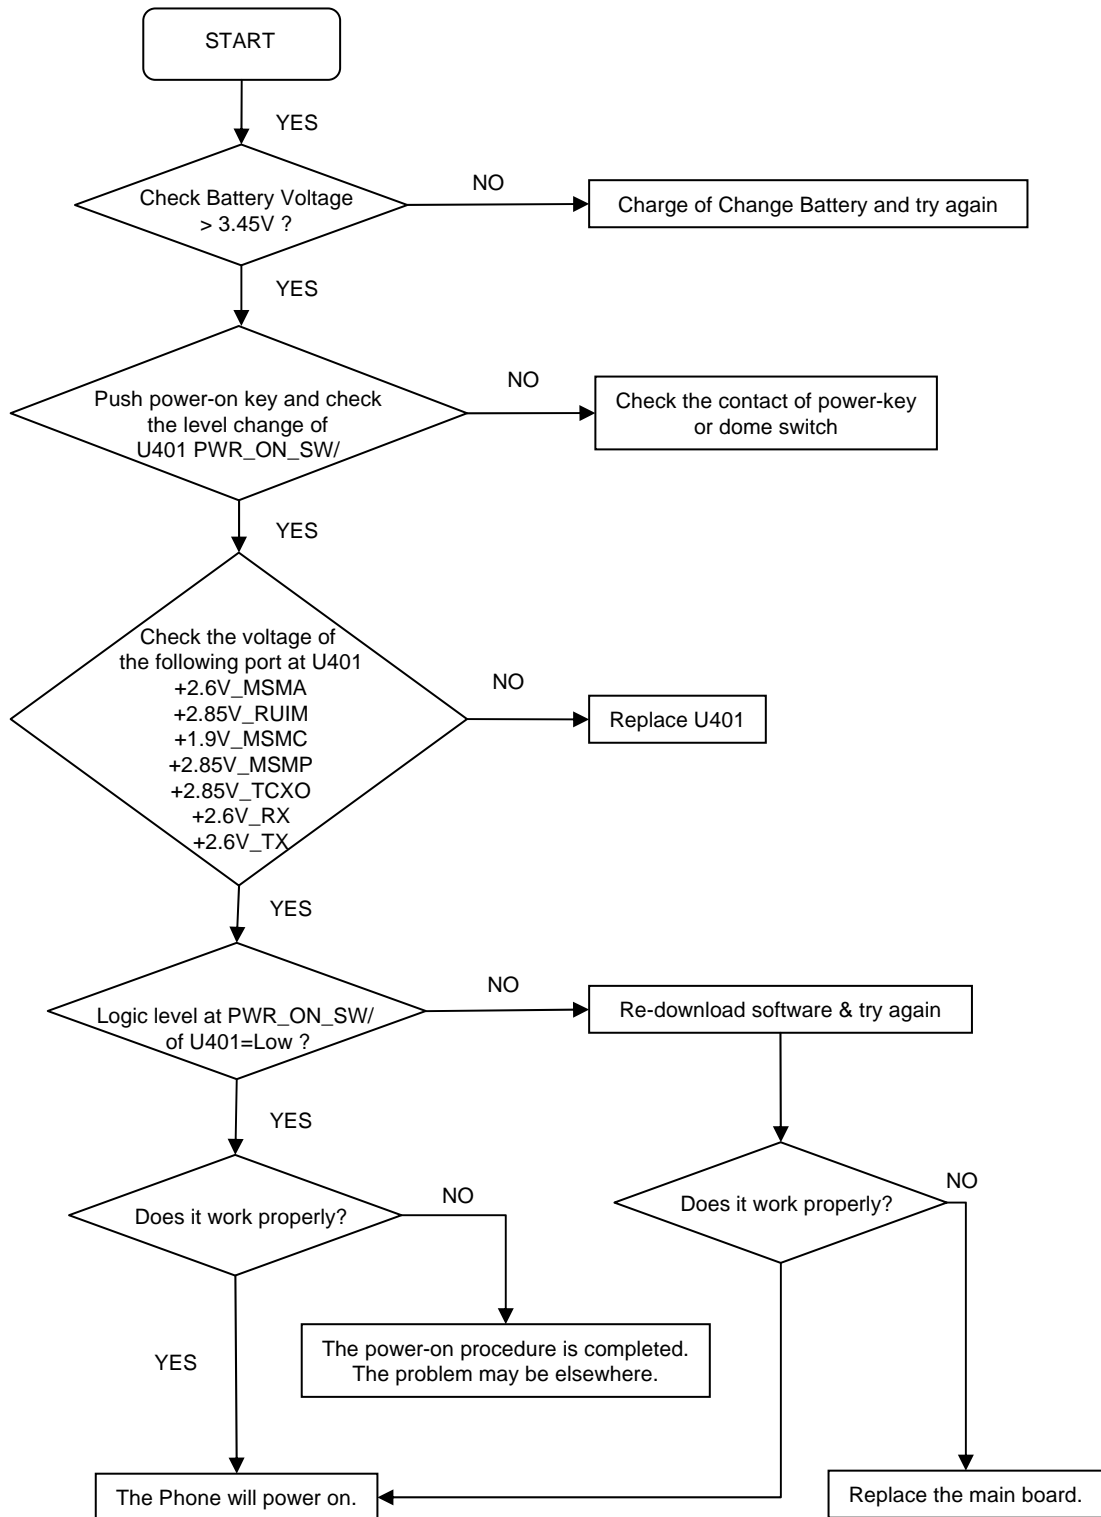 START
YES
Check Battery Voltage
> 3.45V ?
NO
Charge of Change Battery and try again
YES
Push power-on key and check
the level change of
U401 PWR_ON_SW/
NO
Check the contact of power-key
or dome switch
YES
Check the voltage of
the following port at U401
+2.6V_MSMA
+2.85V_RUIM
+1.9V_MSMC
+2.85V_MSMP
+2.85V_TCXO
+2.6V_RX
+2.6V_TX
NO
Replace U401
YES
Logic level at PWR_ON_SW/
of U401=Low ?
NO
Re-download software & try again
YES
Does it work properly?
NO
Does it work properly?
NO
The power-on procedure is completed.
The problem may be elsewhere.
YES
The Phone will power on.
Replace the main board.